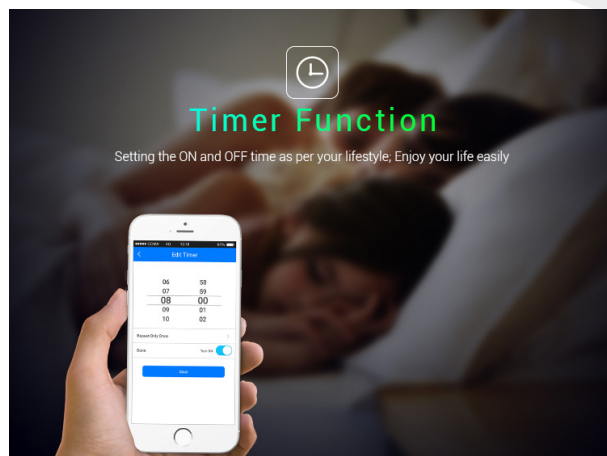 Timer Function
Setting the ON and OFF time as per your lifestyle; Enjoy your life easily
Edit Timer
06 58
07 59
08 00
09 01
10 02
Repeat Only Once
Save